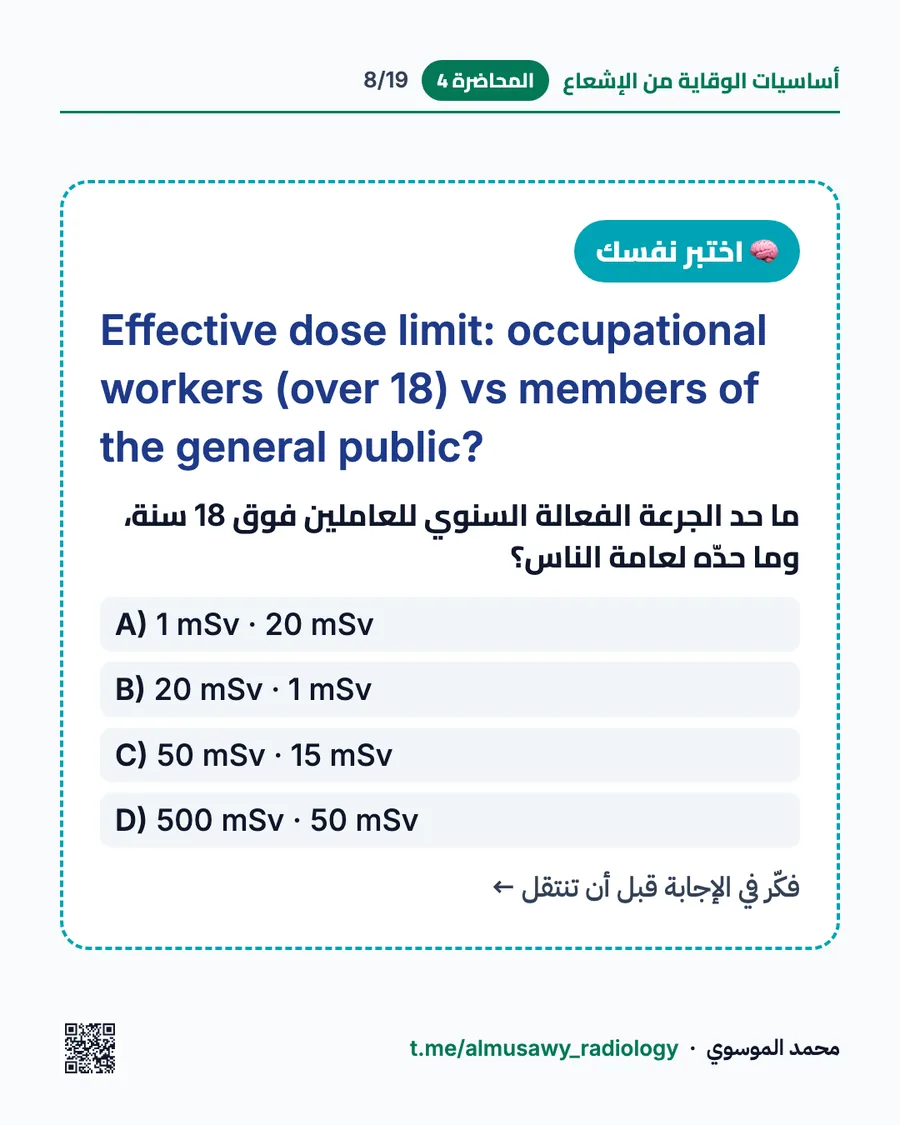 أساسيات الوقاية من الإشعاع المحاضرة 4 8/19
🧠 اختبر نفسك
Effective dose limit: occupational
workers (over 18) vs members of
the general public?
ما حد الجرعة الفعالة السنوي للعاملين فوق 18 سنة،
وما حدّه لعامة الناس؟
A) 1 mSv · 20 mSv
B) 20 mSv · 1 mSv
C) 50 mSv · 15 mSv
D) 500 mSv · 50 mSv
فكّر في الإجابة قبل أن تنتقل ←
محمد الموسوي · t.me/almusawy_radiology